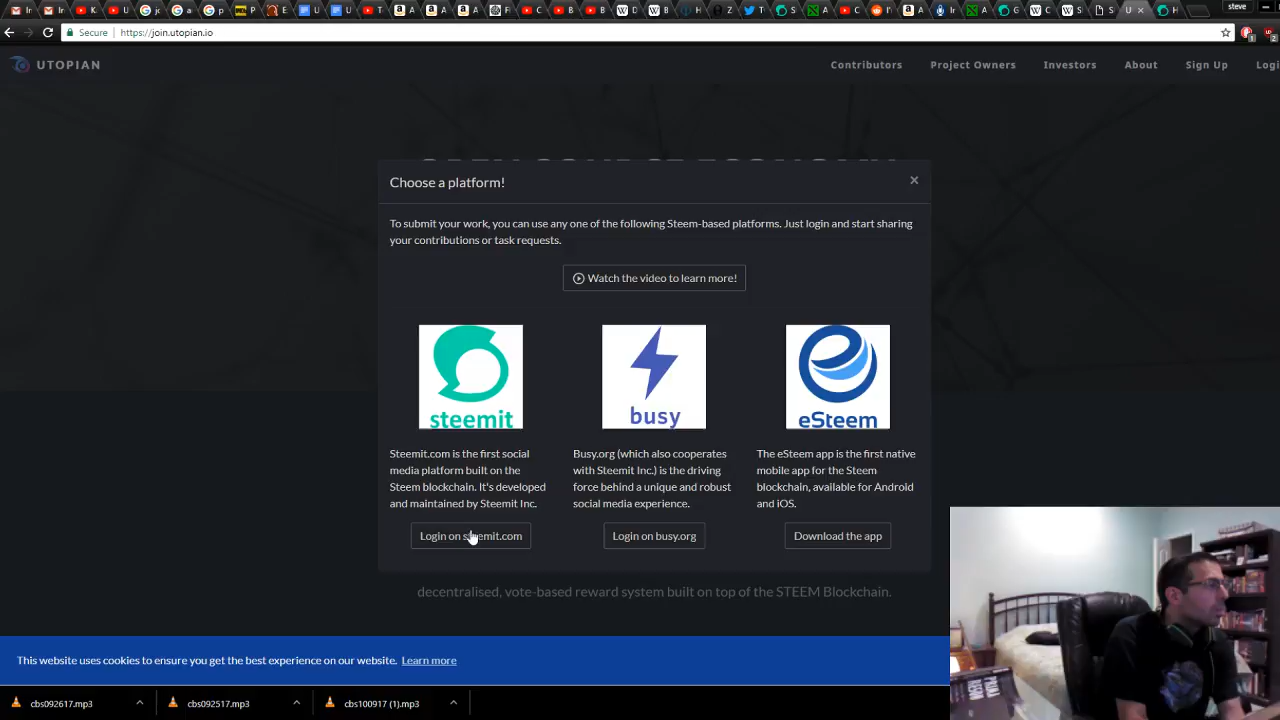 steve
Secure
https://join.utopian.io
UTOPIAN
Contributors
Project Owners
Investors
About
Sign Up
Logi
Choose a platform!
To submit your work, you can use any one of the following Steem-based platforms. Just login and start sharing
your contributions or task requests.
Watch the video to learn more!
steemit
busy
eSteem
Steemit.com is the first social
media platform built on the
Steem blockchain. It's developed
and maintained by Steemit Inc.
Busy.org (which also cooperates
with Steemit Inc.) is the driving
force behind a unique and robust
social media experience.
The eSteem app is the first native
mobile app for the Steem
blockchain, available for Android
and iOS.
Login on steemit.com
Login on busy.org
Download the app
decentralised, vote-based reward system built on top of the STEEM Blockchain.
This website uses cookies to ensure you get the best experience on our website. Learn more
cbs092617.mp3
cbs092517.mp3
cbs100917 (1).mp3